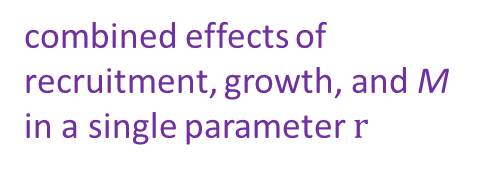 combined effects of
recruitment, growth, and M
in a single parameter r